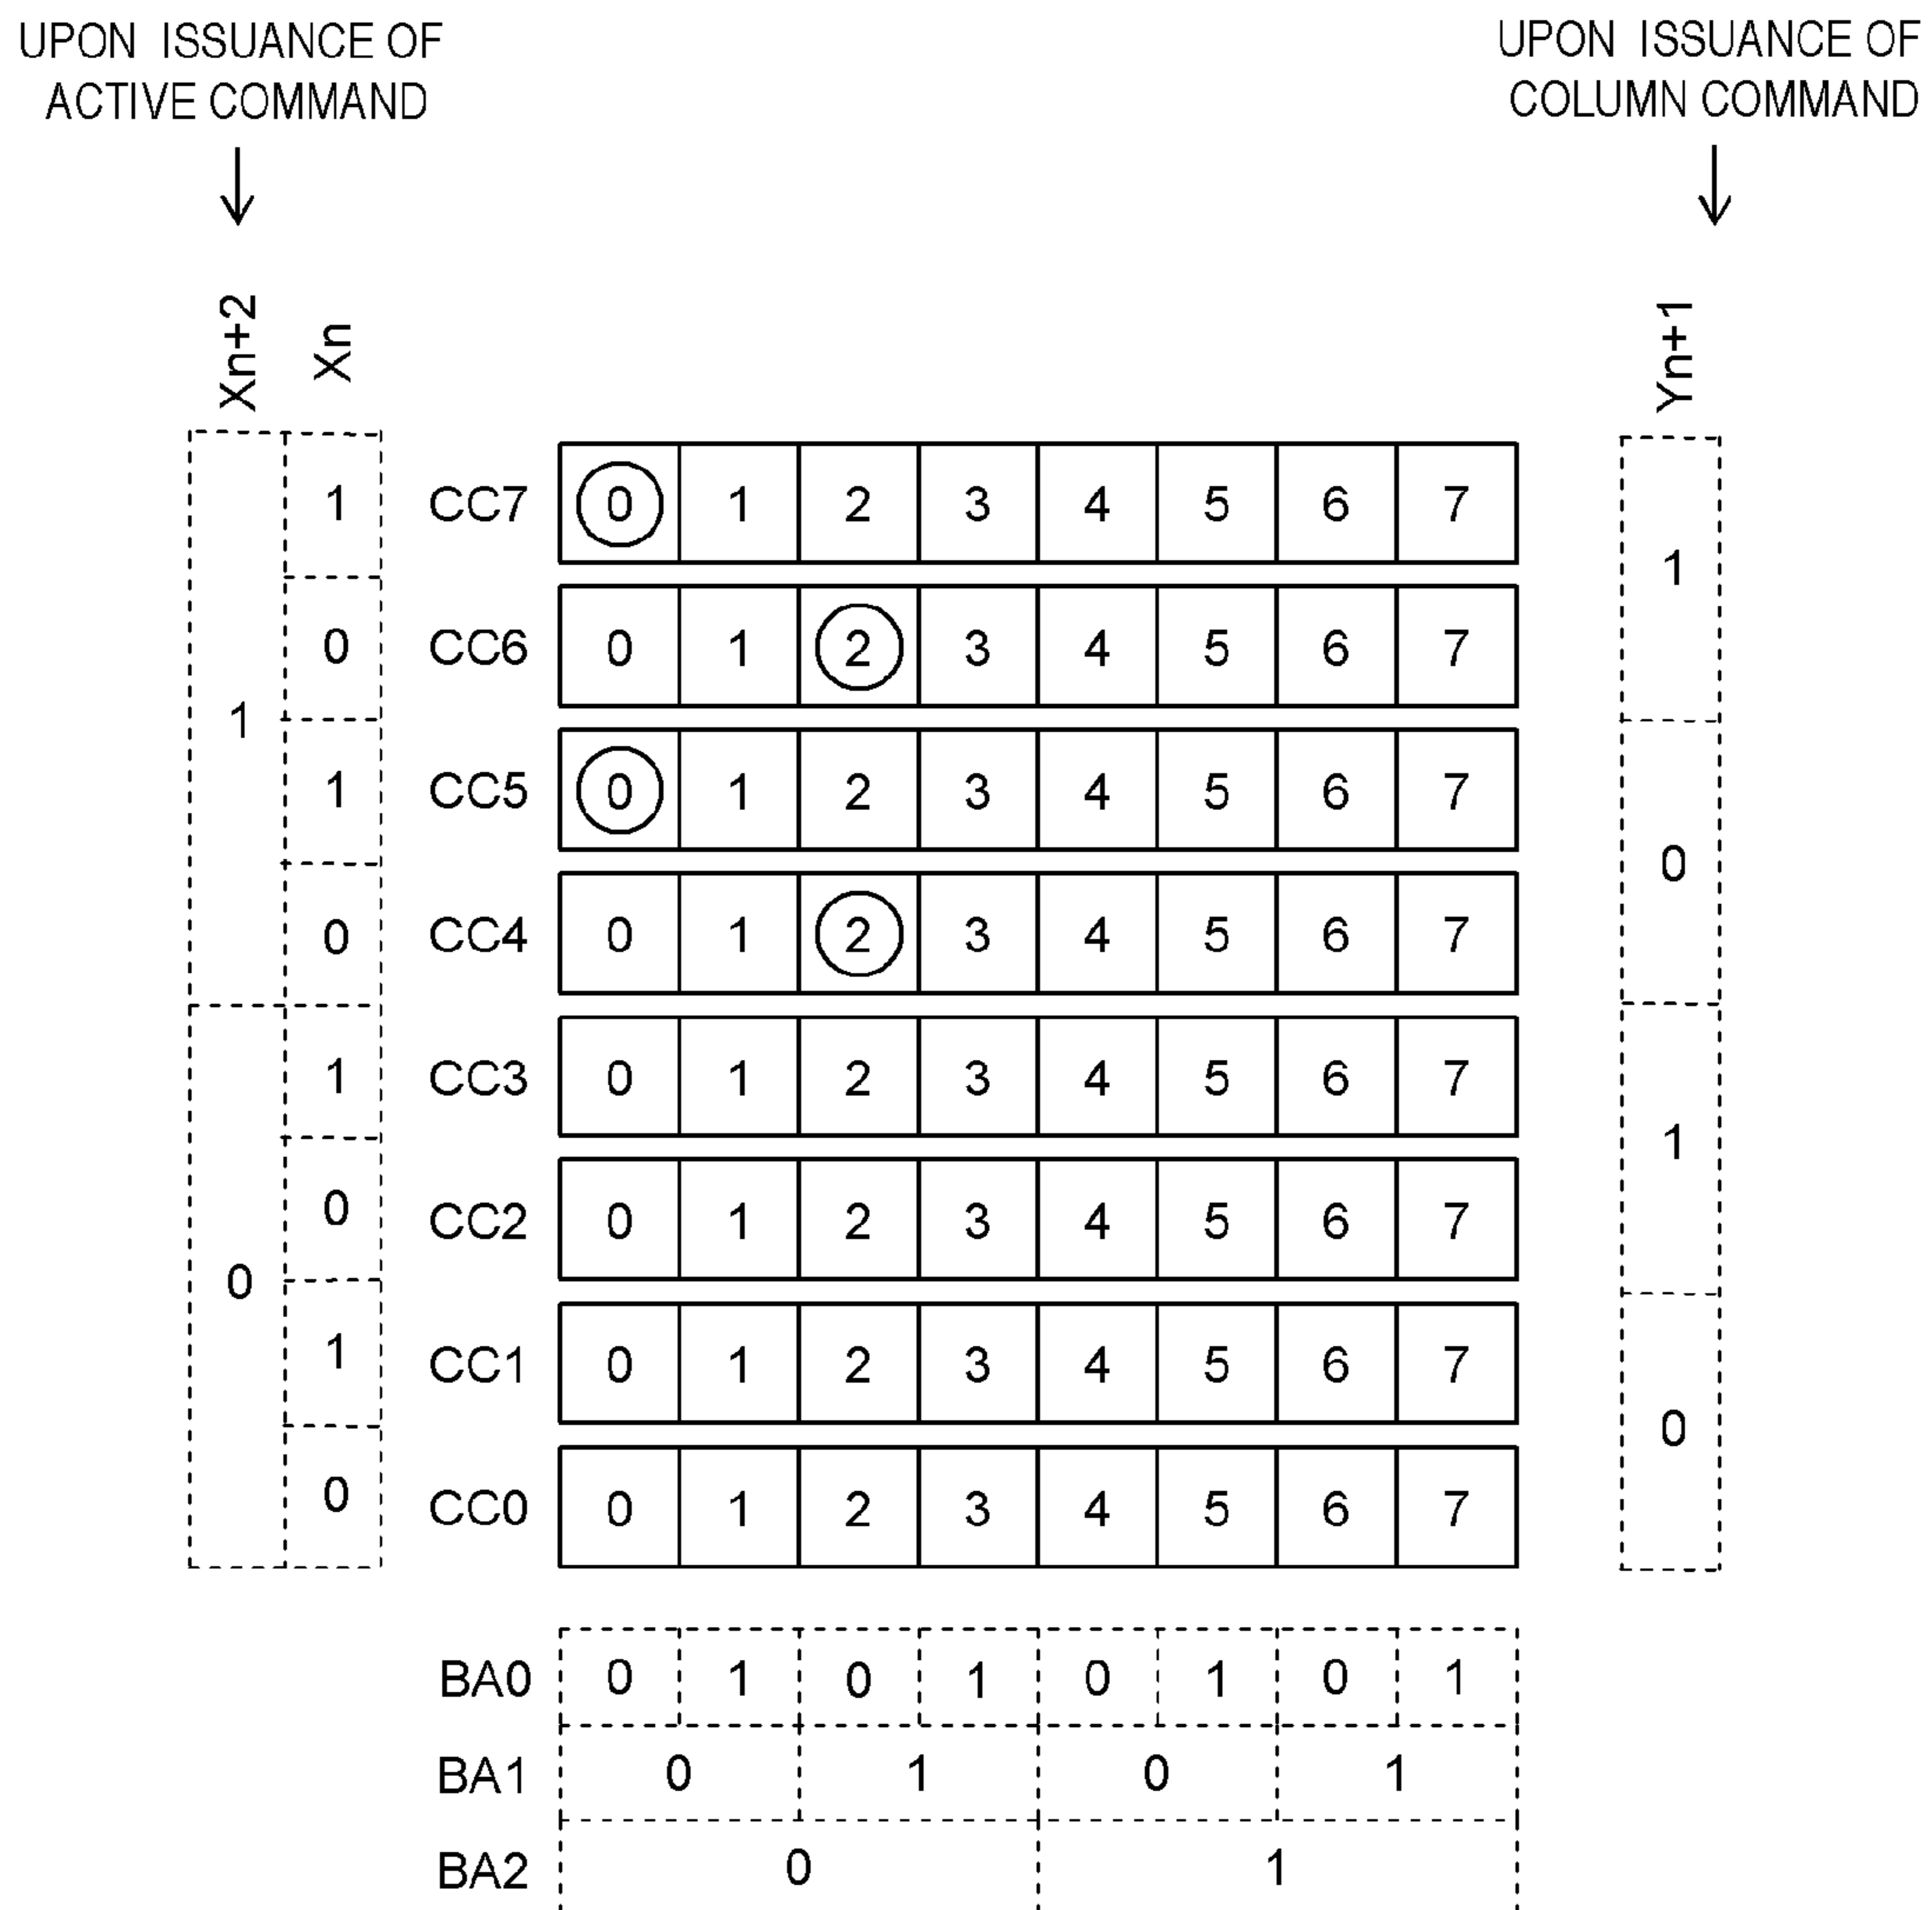 UPON ISSUANCE OF
ACTIVE COMMAND
UPON ISSUANCE OF
COLUMN COMMAND
Xn+2 Xn Yn+1
1 CC7 0 1 2 3 4 5 6 7
1
0 CC6 0 1 2 3 4 5 6 7
1
1 CC5 0 1 2 3 4 5 6 7
0
0 CC4 0 1 2 3 4 5 6 7
1 CC3 0 1 2 3 4 5 6 7
1
0 CC2 0 1 2 3 4 5 6 7
0
1 CC1 0 1 2 3 4 5 6 7
0
0 CC0 0 1 2 3 4 5 6 7
BA0 0 1 0 1 0 1 0 1
BA1 0 1 0 1
BA2 0 1